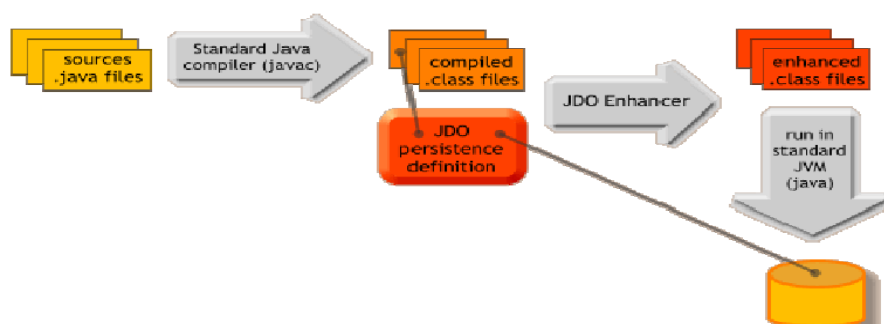 sources
.java files
Standard Java
compiler (javac)
compiled
.class files
JDO Enhancer
enhanced
.class files
JDO
persistence
definition
run in
standard
JVM
(java)